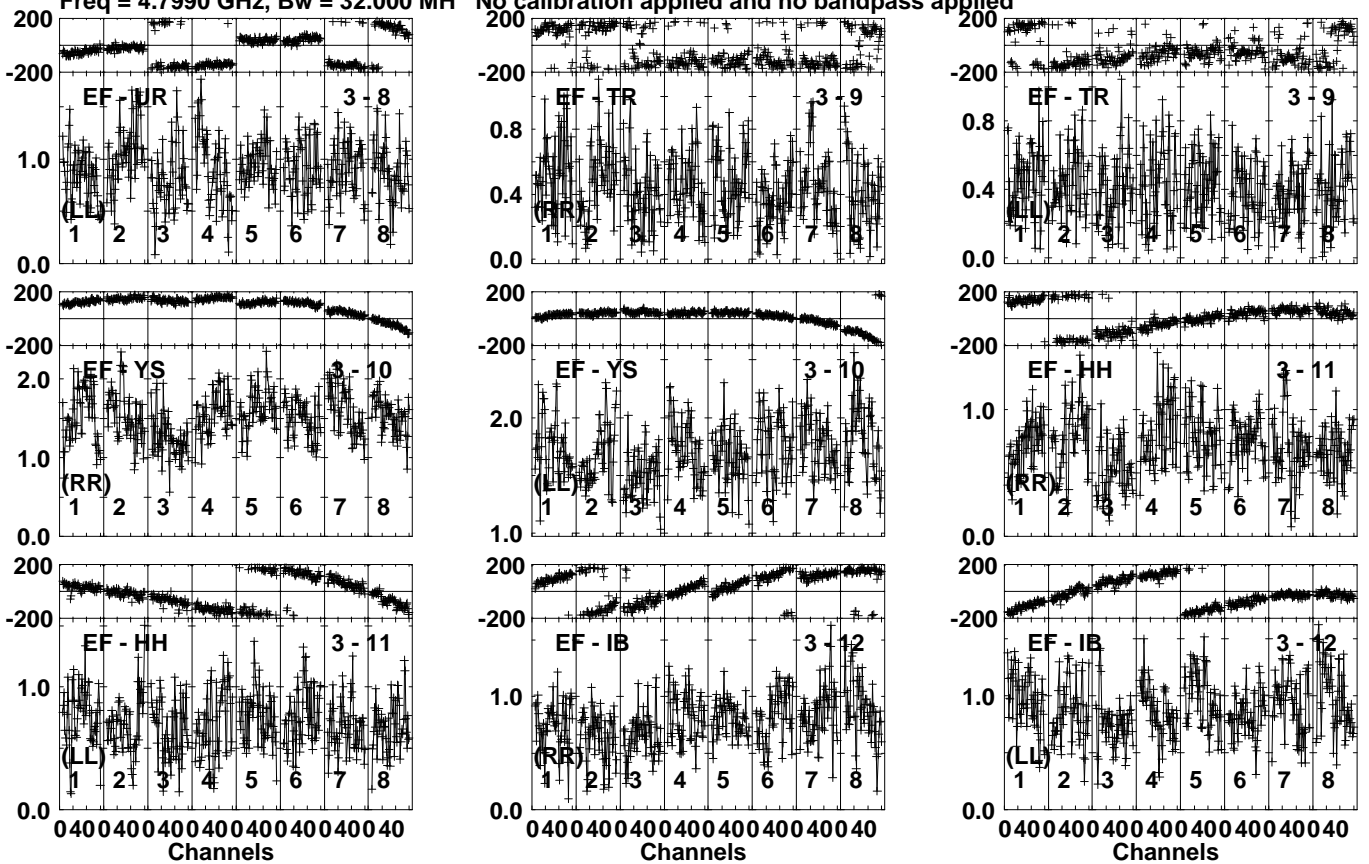 Freq = 4.7990 GHz, Bw = 32.000 MH   No calibration applied and no bandpass applied
200 200 200
-200 -200 -200
EF - UR 3 - 8 EF - TR 3 - 9 EF - TR 3 - 9
1.0 0.8 0.8
0.4 0.4
(LL) (RR) (LL)
1 2 3 4 5 6 7 8 1 2 3 4 5 6 7 8 1 2 3 4 5 6 7 8
0.0 0.0 0.0
200 200 200
-200 -200 -200
EF - YS 3 - 10 EF - YS 3 - 10 EF - HH 3 - 11
2.0 2.0 1.0
1.0
(RR) (LL) (RR)
1 2 3 4 5 6 7 8 1 2 3 4 5 6 7 8 1 2 3 4 5 6 7 8
0.0 1.0 0.0
200 200 200
-200 -200 -200
EF - HH 3 - 11 EF - IB 3 - 12 EF - IB 3 - 12
1.0 1.0 1.0
(LL) (RR) (LL)
1 2 3 4 5 6 7 8 1 2 3 4 5 6 7 8 1 2 3 4 5 6 7 8
0.0 0.0 0.0
0 40 0 40 0 40 0 40 0 40 0 40 0 40 0 40 0 40 0 40 0 40 0 40 0 40 0 40 0 40 0 40 0 40 0 40 0 40 0 40 0 40 0 40 0 40 0 40
Channels Channels Channels